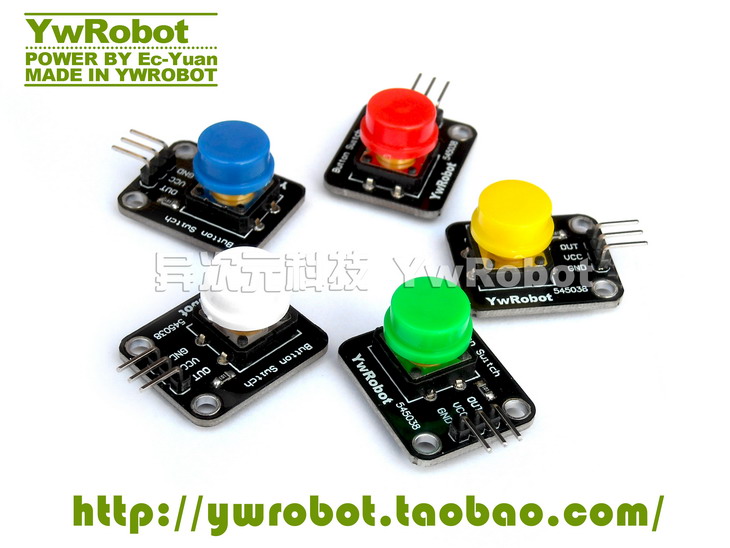 YwRobot
POWER BY Ec-Yuan
MADE IN YWROBOT
GND
VCC
OUT
Button Switch
Y
Button Switch
YwRobot
545038
YwRobot
545038
OUT
VCC
GND
异次元科技 YwRobot
obot
545038
GND
VCC
OUT
Button Switch
n Switch
YwRobot
545038
GND
VCC
OUT
http://ywrobot.taobao.com/